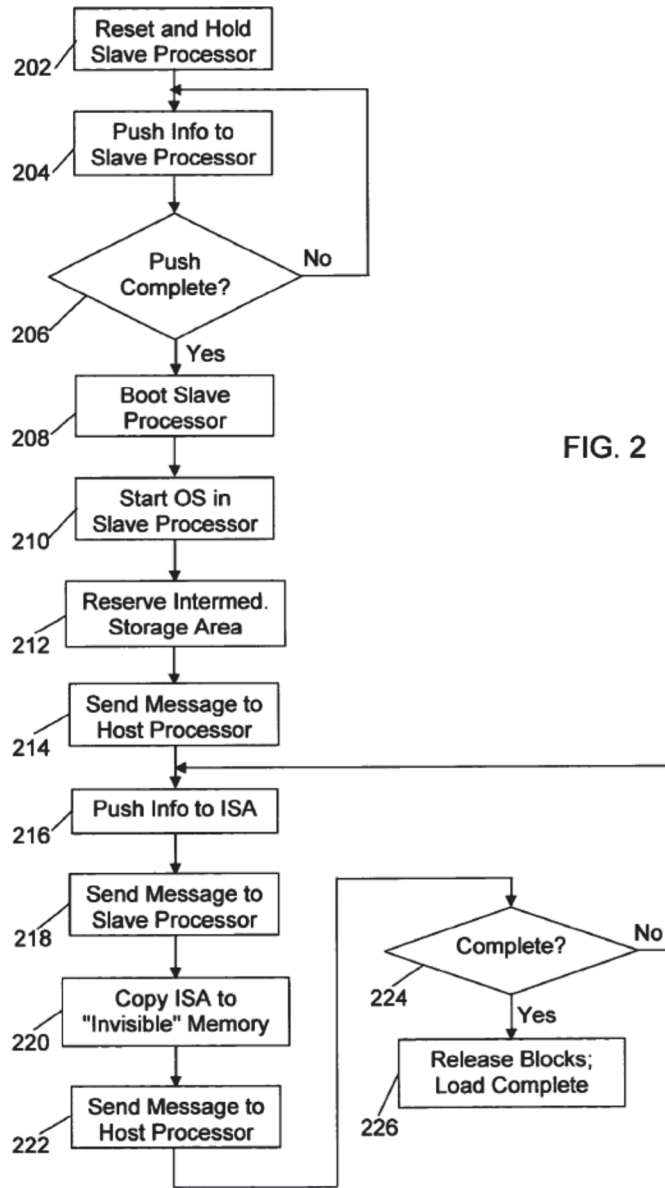 Reset and Hold
Slave Processor
202
Push Info to
Slave Processor
204
Push
Complete?
No
206
Yes
Boot Slave
Processor
208
FIG. 2
Start OS in
Slave Processor
210
Reserve Intermed.
Storage Area
212
Send Message to
Host Processor
214
Push Info to ISA
216
Send Message to
Slave Processor
218
Copy ISA to
"Invisible" Memory
220
Send Message to
Host Processor
222
Complete?
No
224
Yes
Release Blocks;
Load Complete
226